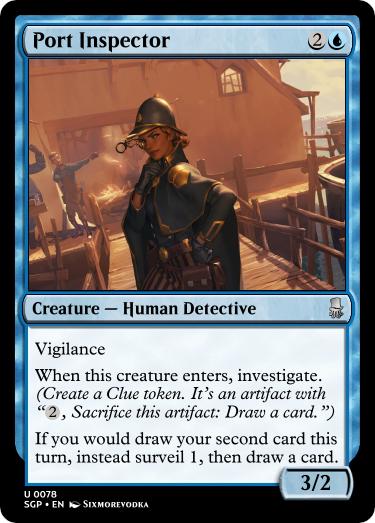 Port Inspector 2
Creature — Human Detective
Vigilance
When this creature enters, investigate.
(Create a Clue token. It's an artifact with
“2, Sacrifice this artifact: Draw a card.”)
If you would draw your second card this
turn, instead surveil 1, then draw a card.
3/2
U 0078
SGP • EN SIXMOREVODKA